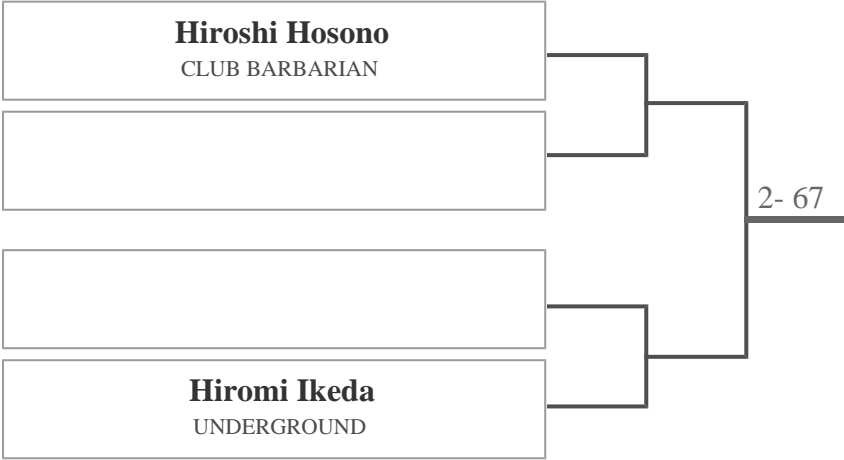 Hiroshi Hosono
CLUB BARBARIAN
2- 67
Hiromi Ikeda
UNDERGROUND